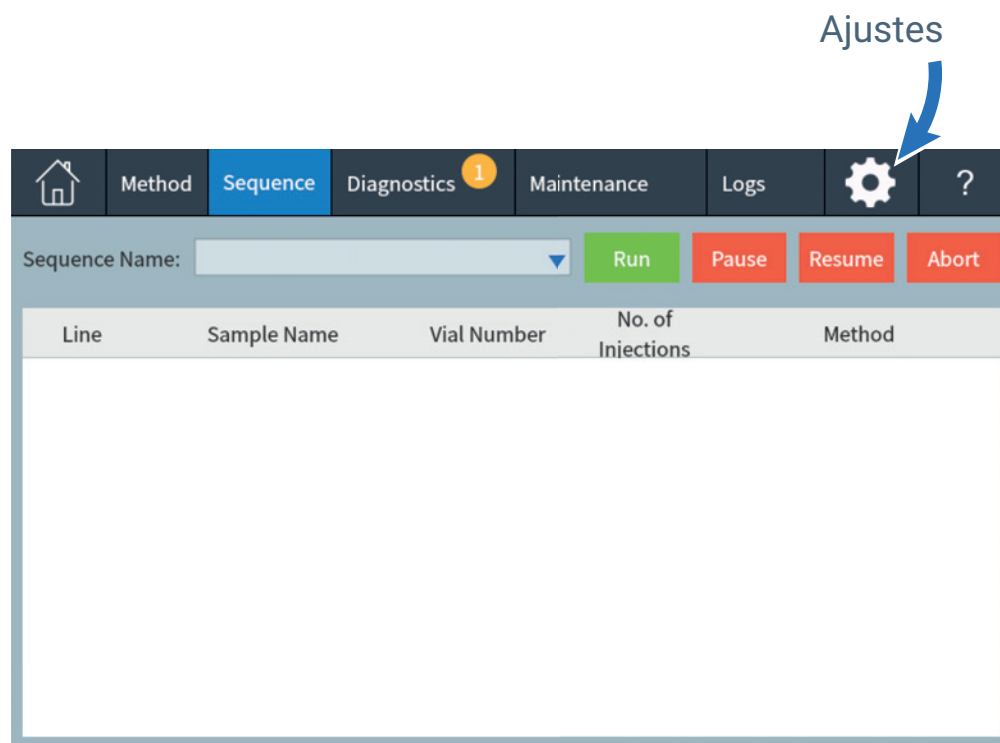 Ajustes
Method Sequence Diagnostics 1 Maintenance Logs ?
Sequence Name: Run Pause Resume Abort
Line Sample Name Vial Number No. of Injections Method